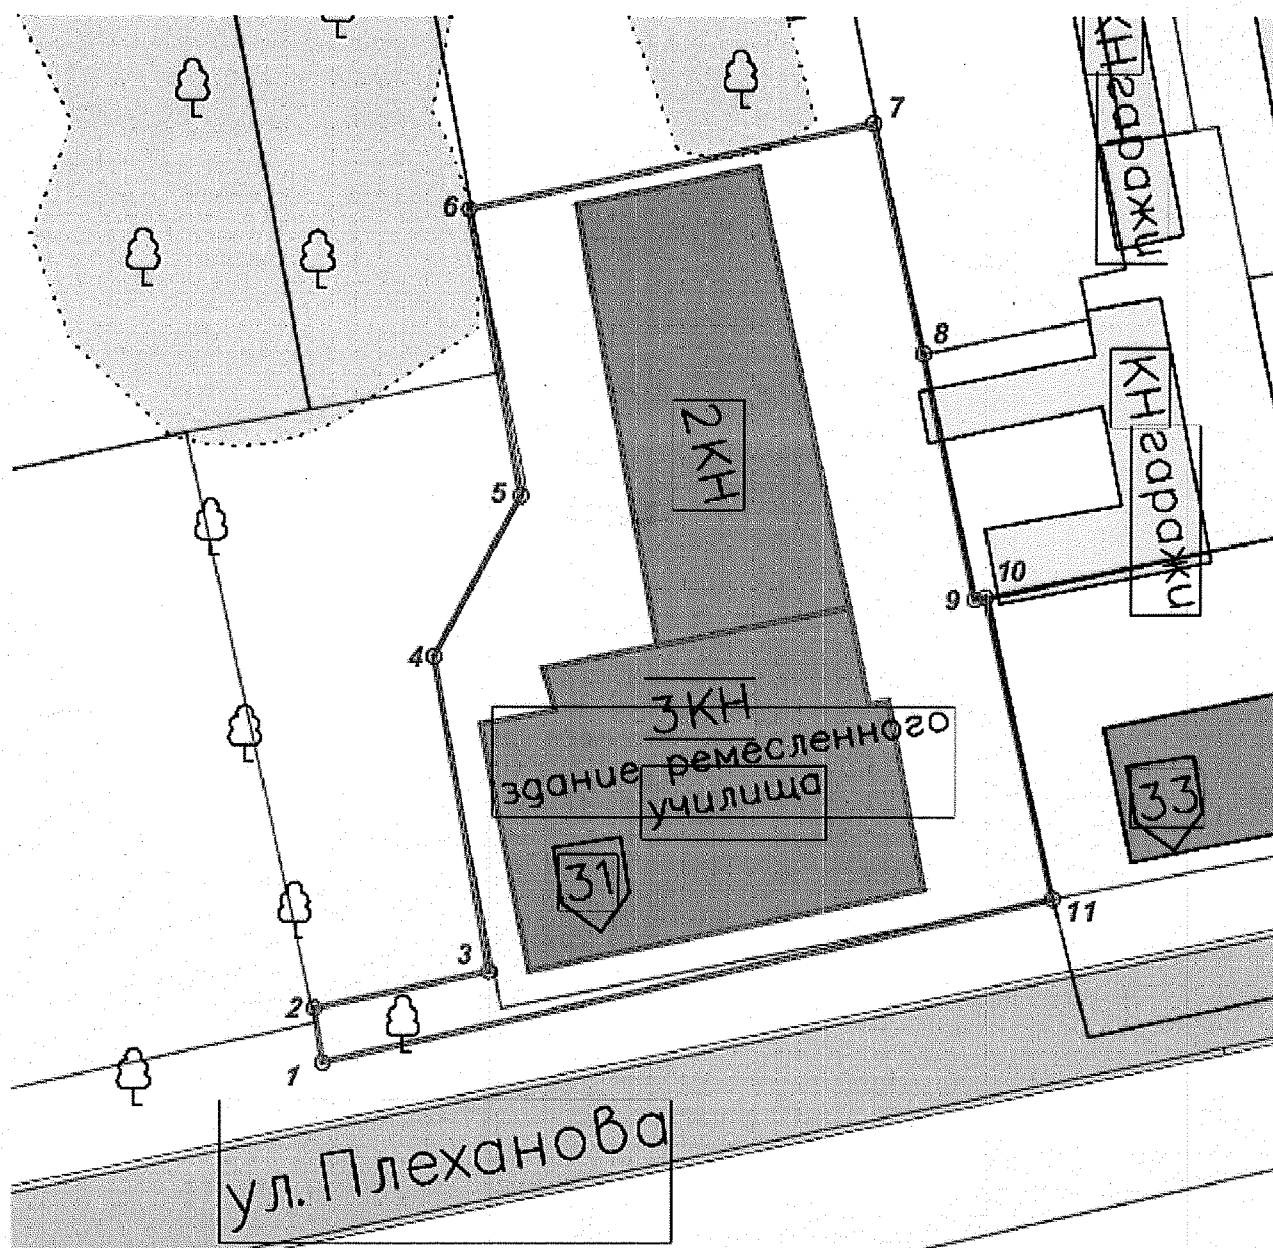 КН гаражи
7
6
8
КН гаражи
2КН
5
10
9
4
3КН
здание ремесленного
училища
33
31
11
3
2
1
ул. Плеханова